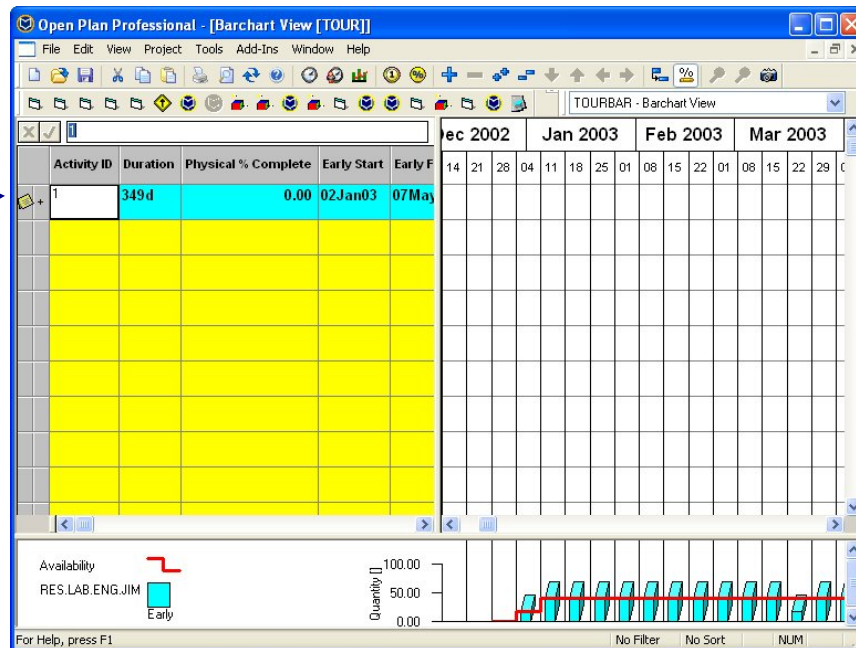 Open Plan Professional - [Barchart View [TOUR]]
File Edit View Project Tools Add-Ins Window Help
TOURBAR - Barchart View
1
Dec 2002 Jan 2003 Feb 2003 Mar 2003
Activity ID Duration Physical % Complete Early Start Early F
14 21 28 04 11 18 25 01 08 15 22 01 08 15 22 29 0
1 349d 0.00 02Jan03 07May
Availability
RES.LAB.ENG.JIM
Early
Quantity []
100.00
50.00
0.00
For Help, press F1 No Filter No Sort NUM